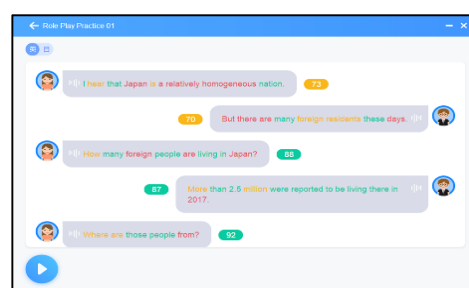 Role Play Practice 01
英 日
I hear that Japan is a relatively homogeneous nation. 73
70 But there are many foreign residents these days.
How many foreign people are living in Japan? 88
87 More than 2.5 million were reported to be living there in
2017.
Where are those people from? 92